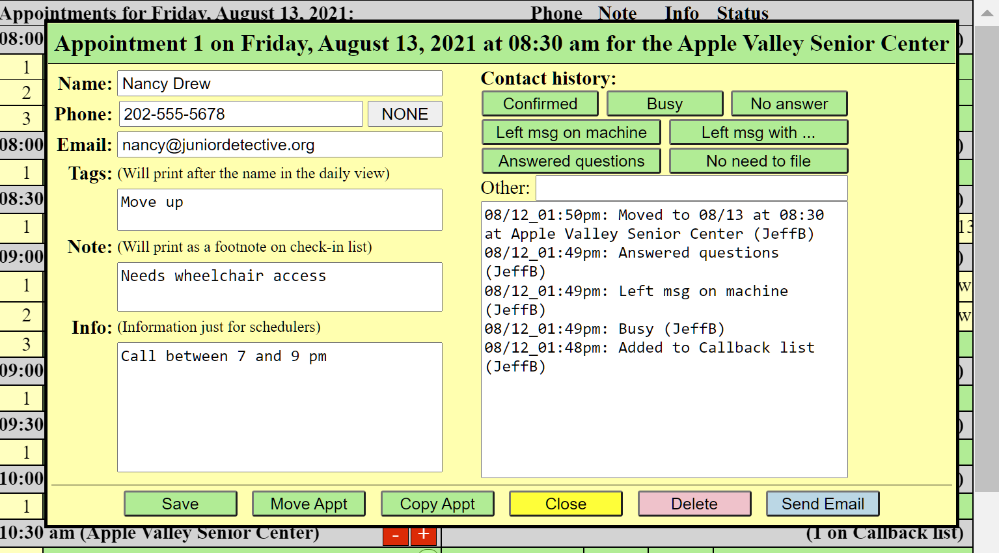 Appointments for Friday, August 13, 2021: Phone Note Info Status
Appointment 1 on Friday, August 13, 2021 at 08:30 am for the Apple Valley Senior Center
Name: Nancy Drew
Phone: 202-555-5678 NONE
Email: nancy@juniordetective.org
Tags: (Will print after the name in the daily view)
Move up
Note: (Will print as a footnote on check-in list)
Needs wheelchair access
Info: (Information just for schedulers)
Call between 7 and 9 pm
Contact history:
Confirmed Busy No answer
Left msg on machine Left msg with ...
Answered questions No need to file
Other:
08/12_01:50pm: Moved to 08/13 at 08:30
at Apple Valley Senior Center (JeffB)
08/12_01:49pm: Answered questions
(JeffB)
08/12_01:49pm: Left msg on machine
(JeffB)
08/12_01:49pm: Busy (JeffB)
08/12_01:48pm: Added to Callback list
(JeffB)
Save Move Appt Copy Appt Close Delete Send Email
08:00
1
2
3
08:00
1
08:30
1
09:00
1
2
3
09:00
1
09:30
1
10:00
1
10:30 am (Apple Valley Senior Center) - + (1 on Callback list)